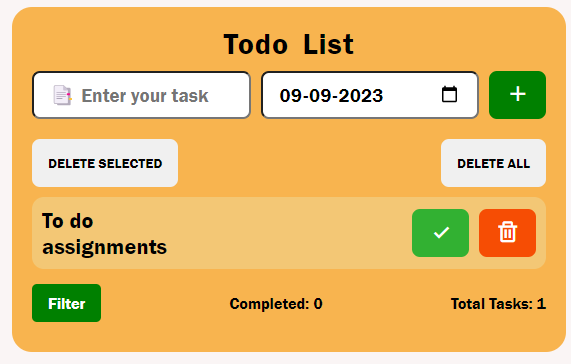 Todo List
Enter your task
09-09-2023
+
DELETE SELECTED
DELETE ALL
To do
assignments
Filter
Completed: 0
Total Tasks: 1